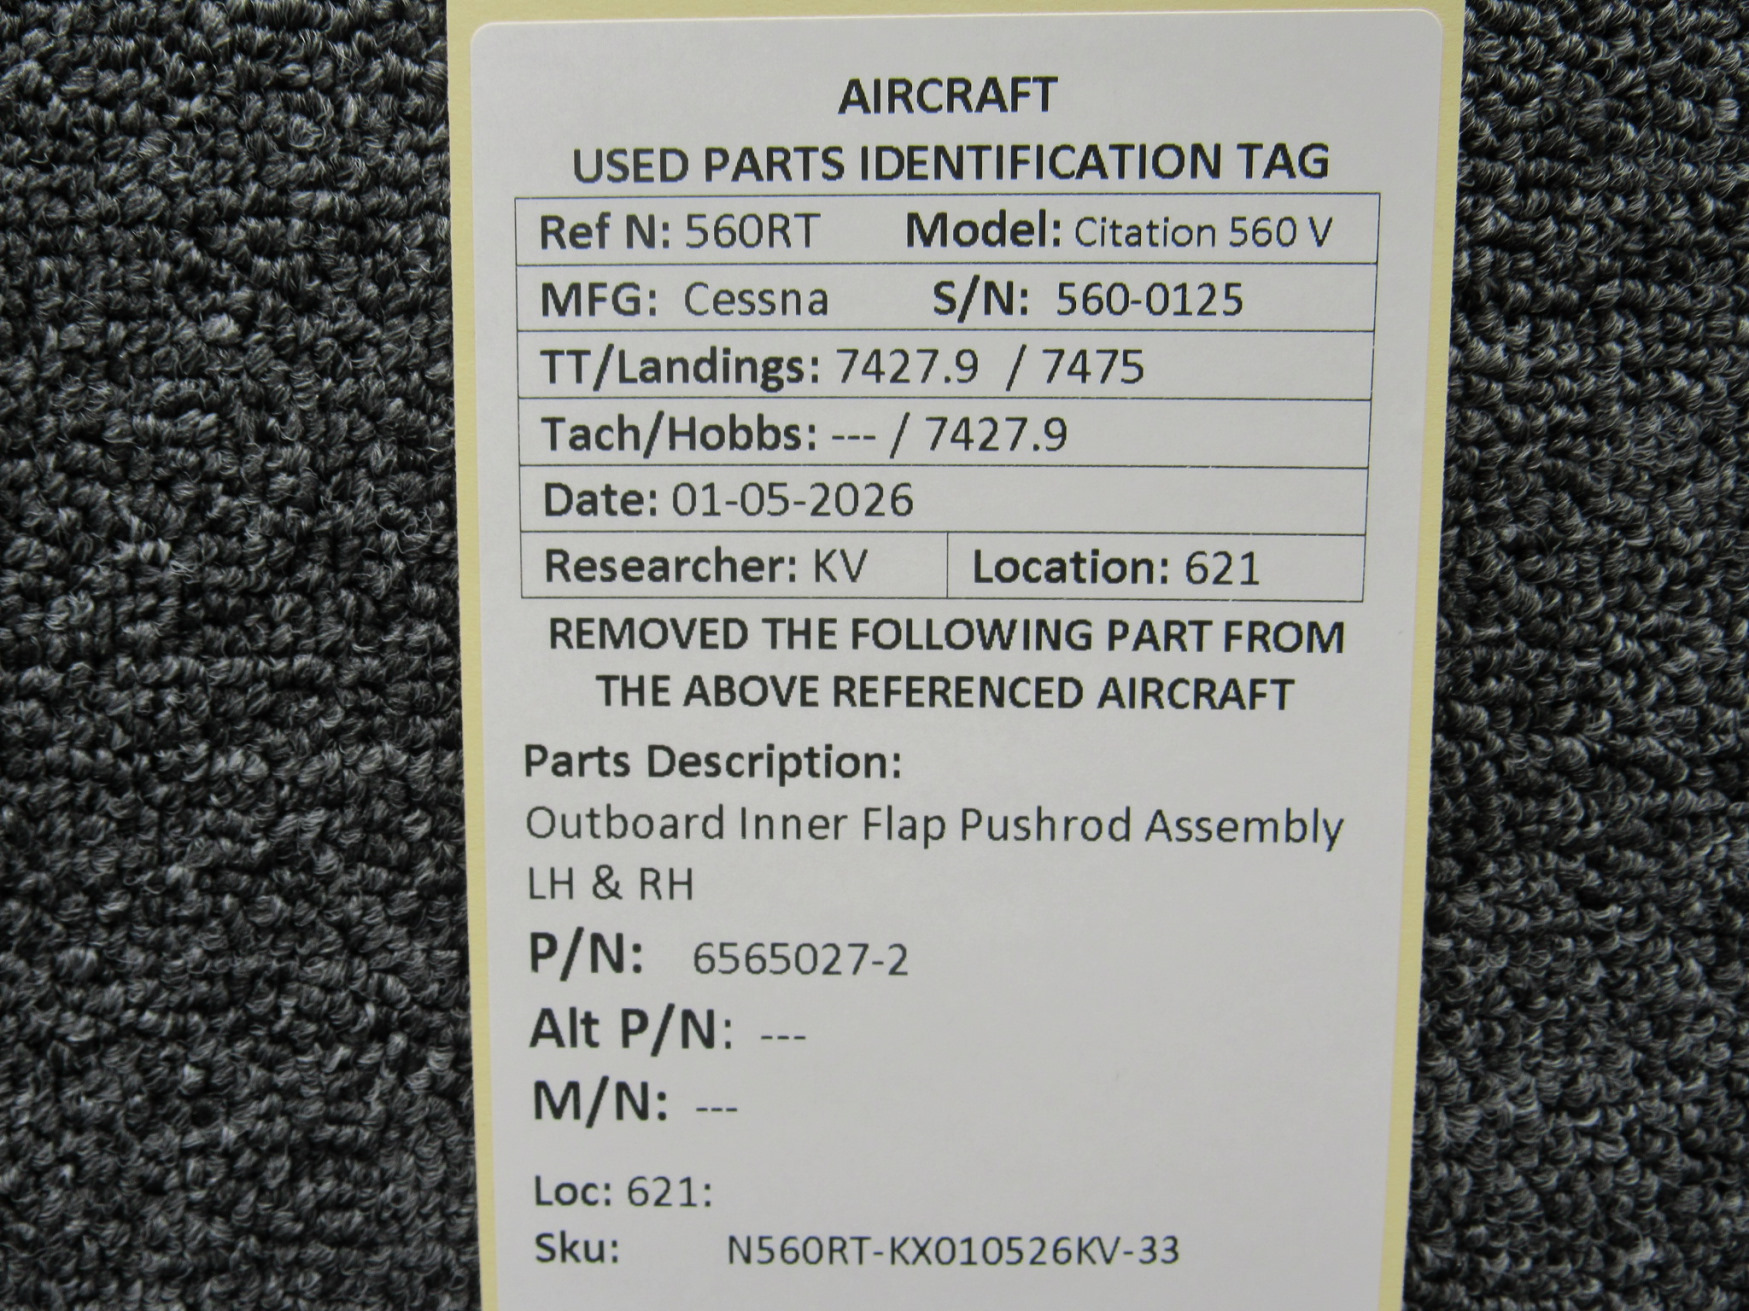 AIRCRAFT
USED PARTS IDENTIFICATION TAG
Ref N: 560RT Model: Citation 560 V
MFG: Cessna S/N: 560-0125
TT/Landings: 7427.9 / 7475
Tach/Hobbs: --- / 7427.9
Date: 01-05-2026
Researcher: KV Location: 621
REMOVED THE FOLLOWING PART FROM
THE ABOVE REFERENCED AIRCRAFT
Parts Description:
Outboard Inner Flap Pushrod Assembly
LH & RH
P/N: 6565027-2
Alt P/N: ---
M/N: ---
Loc: 621:
Sku: N560RT-KX010526KV-33